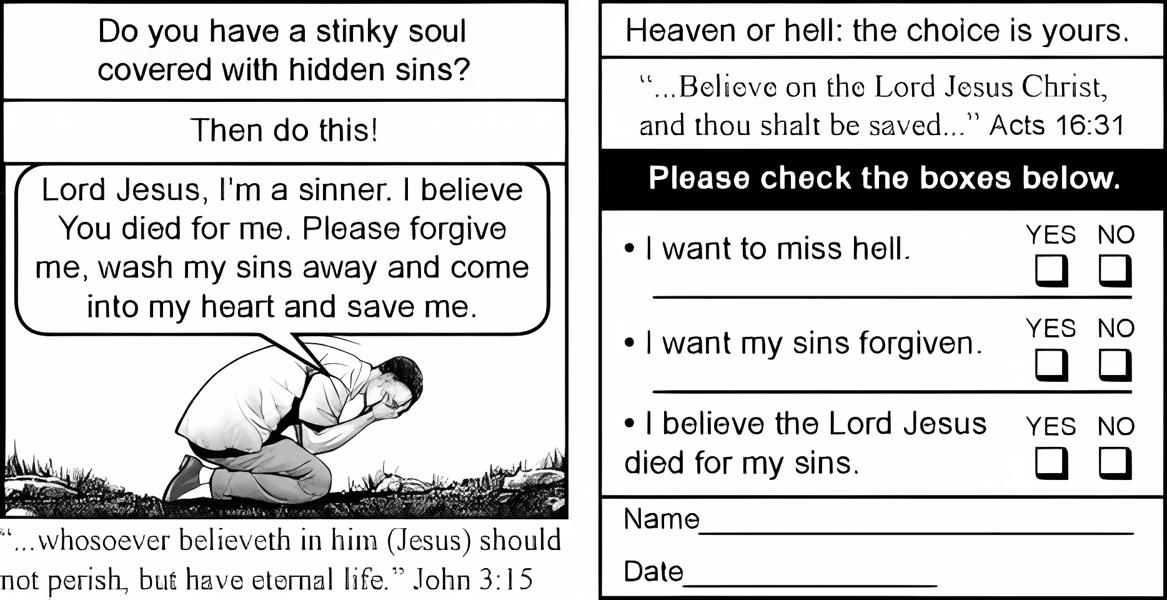 Do you have a stinky soul
covered with hidden sins?
Then do this!
Lord Jesus, I'm a sinner. I believe
You died for me. Please forgive
me, wash my sins away and come
into my heart and save me.
“...whosoever believeth in him (Jesus) should
not perish, but have eternal life.” John 3:15
Heaven or hell: the choice is yours.
“...Believe on the Lord Jesus Christ,
and thou shalt be saved...” Acts 16:31
Please check the boxes below.
• I want to miss hell. YES NO
• I want my sins forgiven. YES NO
• I believe the Lord Jesus YES NO
died for my sins.
Name
Date